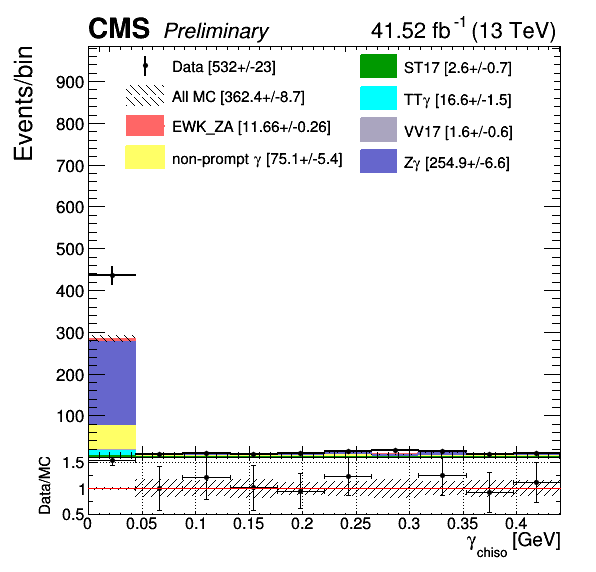 CMS Preliminary 41.52 fb⁻¹ (13 TeV)
Events/bin
900
800
700
600
500
400
300
200
100
Data [532+/-23]
All MC [362.4+/-8.7]
EWK_ZA [11.66+/-0.26]
non-prompt γ [75.1+/-5.4]
ST17 [2.6+/-0.7]
TTγ [16.6+/-1.5]
VV17 [1.6+/-0.6]
Zγ [254.9+/-6.6]
Data/MC
1.5
1
0.5
0 0.05 0.1 0.15 0.2 0.25 0.3 0.35 0.4
γchiso [GeV]